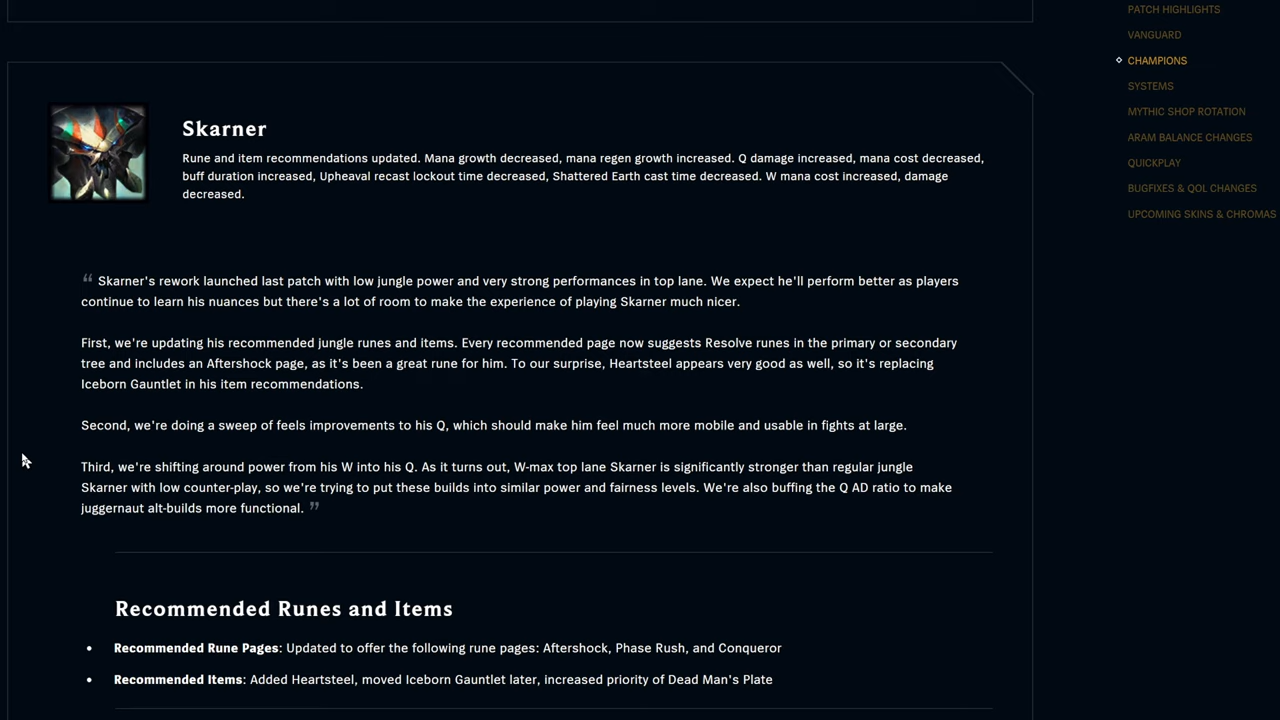 PATCH HIGHLIGHTS
VANGUARD
CHAMPIONS
SYSTEMS
MYTHIC SHOP ROTATION
ARAM BALANCE CHANGES
QUICKPLAY
BUGFIXES & QOL CHANGES
UPCOMING SKINS & CHROMAS
Skarner
Rune and item recommendations updated. Mana growth decreased, mana regen growth increased. Q damage increased, mana cost decreased,
buff duration increased, Upheaval recast lockout time decreased, Shattered Earth cast time decreased. W mana cost increased, damage
decreased.
“ Skarner's rework launched last patch with low jungle power and very strong performances in top lane. We expect he'll perform better as players
continue to learn his nuances but there's a lot of room to make the experience of playing Skarner much nicer.
First, we're updating his recommended jungle runes and items. Every recommended page now suggests Resolve runes in the primary or secondary
tree and includes an Aftershock page, as it's been a great rune for him. To our surprise, Heartsteel appears very good as well, so it's replacing
Iceborn Gauntlet in his item recommendations.
Second, we're doing a sweep of feels improvements to his Q, which should make him feel much more mobile and usable in fights at large.
Third, we're shifting around power from his W into his Q. As it turns out, W-max top lane Skarner is significantly stronger than regular jungle
Skarner with low counter-play, so we're trying to put these builds into similar power and fairness levels. We're also buffing the Q AD ratio to make
juggernaut alt-builds more functional. ”
Recommended Runes and Items
• Recommended Rune Pages: Updated to offer the following rune pages: Aftershock, Phase Rush, and Conqueror
• Recommended Items: Added Heartsteel, moved Iceborn Gauntlet later, increased priority of Dead Man's Plate